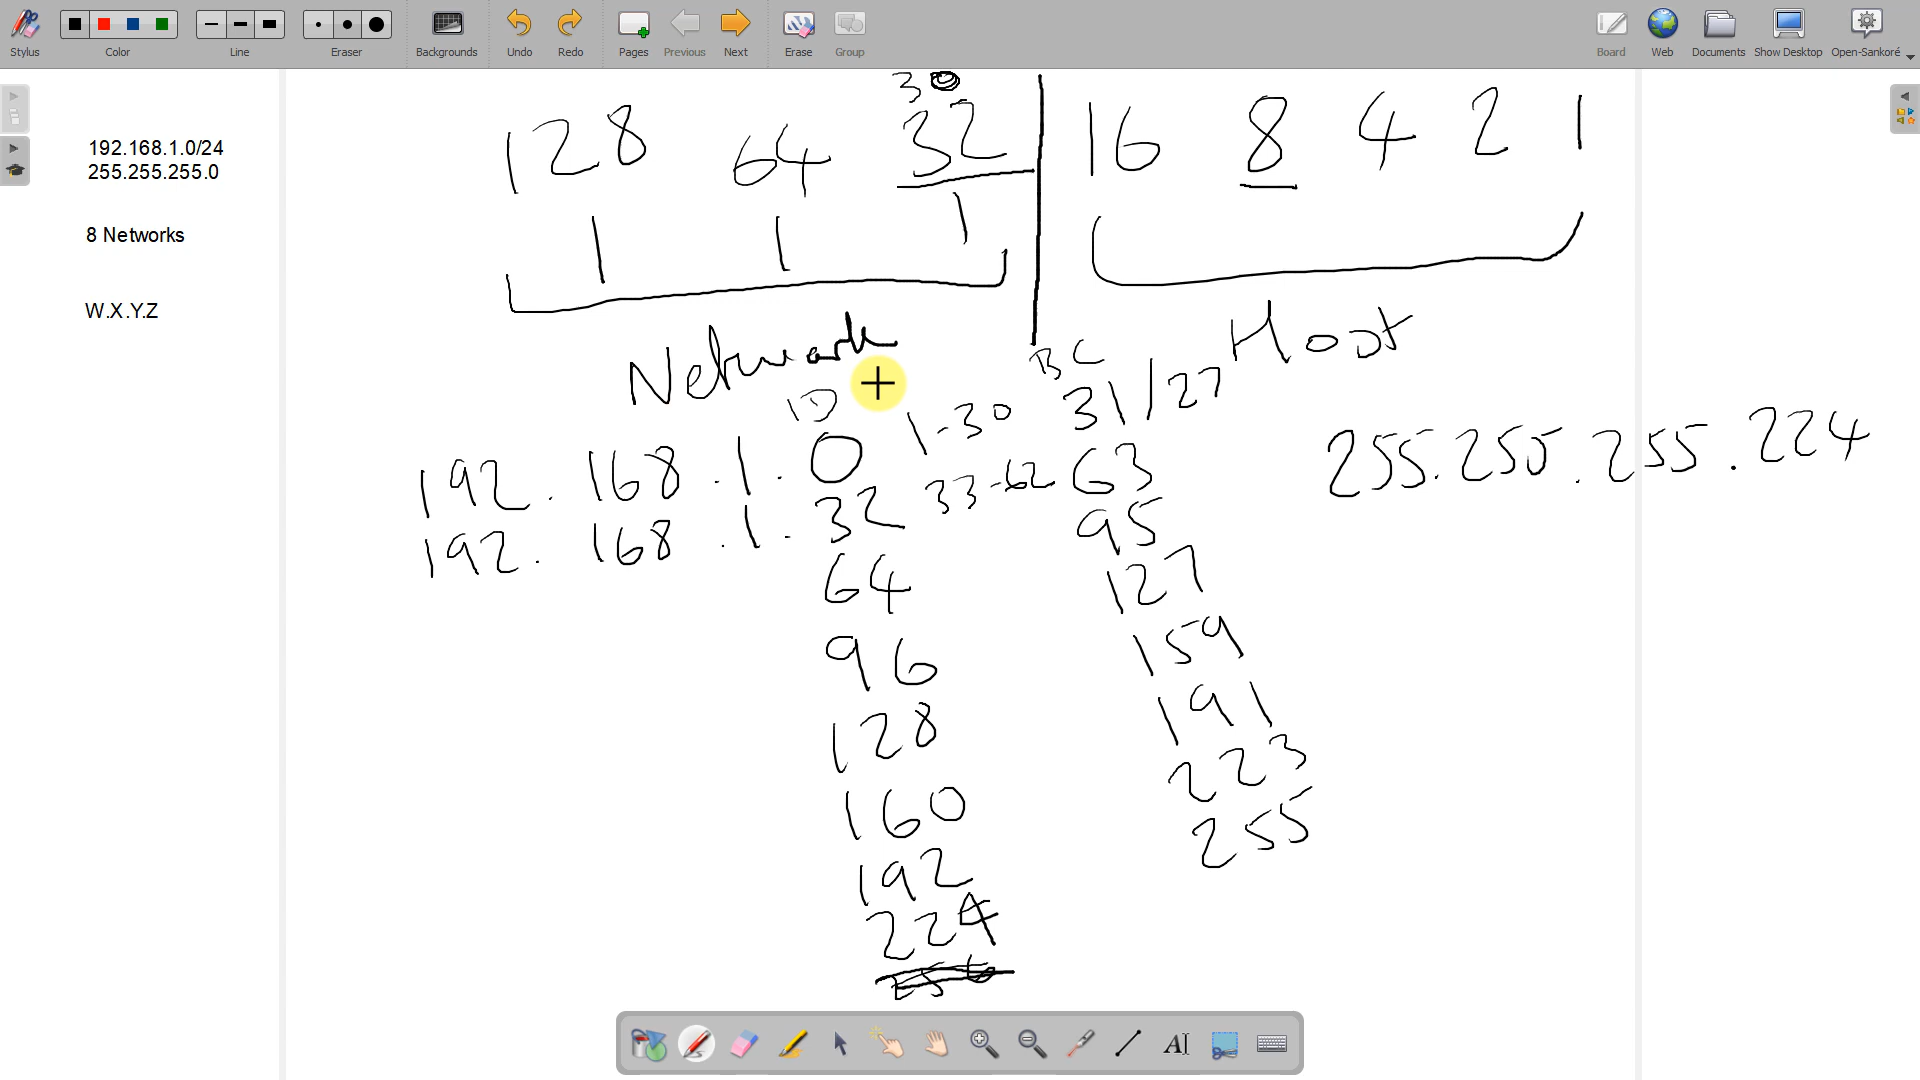 Stylus Color Line Eraser Backgrounds Undo Redo Pages Previous Next Erase Group Board Web Documents Show Desktop Open-Sankoré
192.168.1.0/24
255.255.255.0
8 Networks
W.X.Y.Z
30
128 64 32 16 8 4 2 1
1 1 1
Network Host
ID BC
192.168.1.0 1-30 31/27 255.255.255.224
192.168.1.32 33-62 63
64 95
96 127
128 159
160 191
192 223
224 255
256
AI